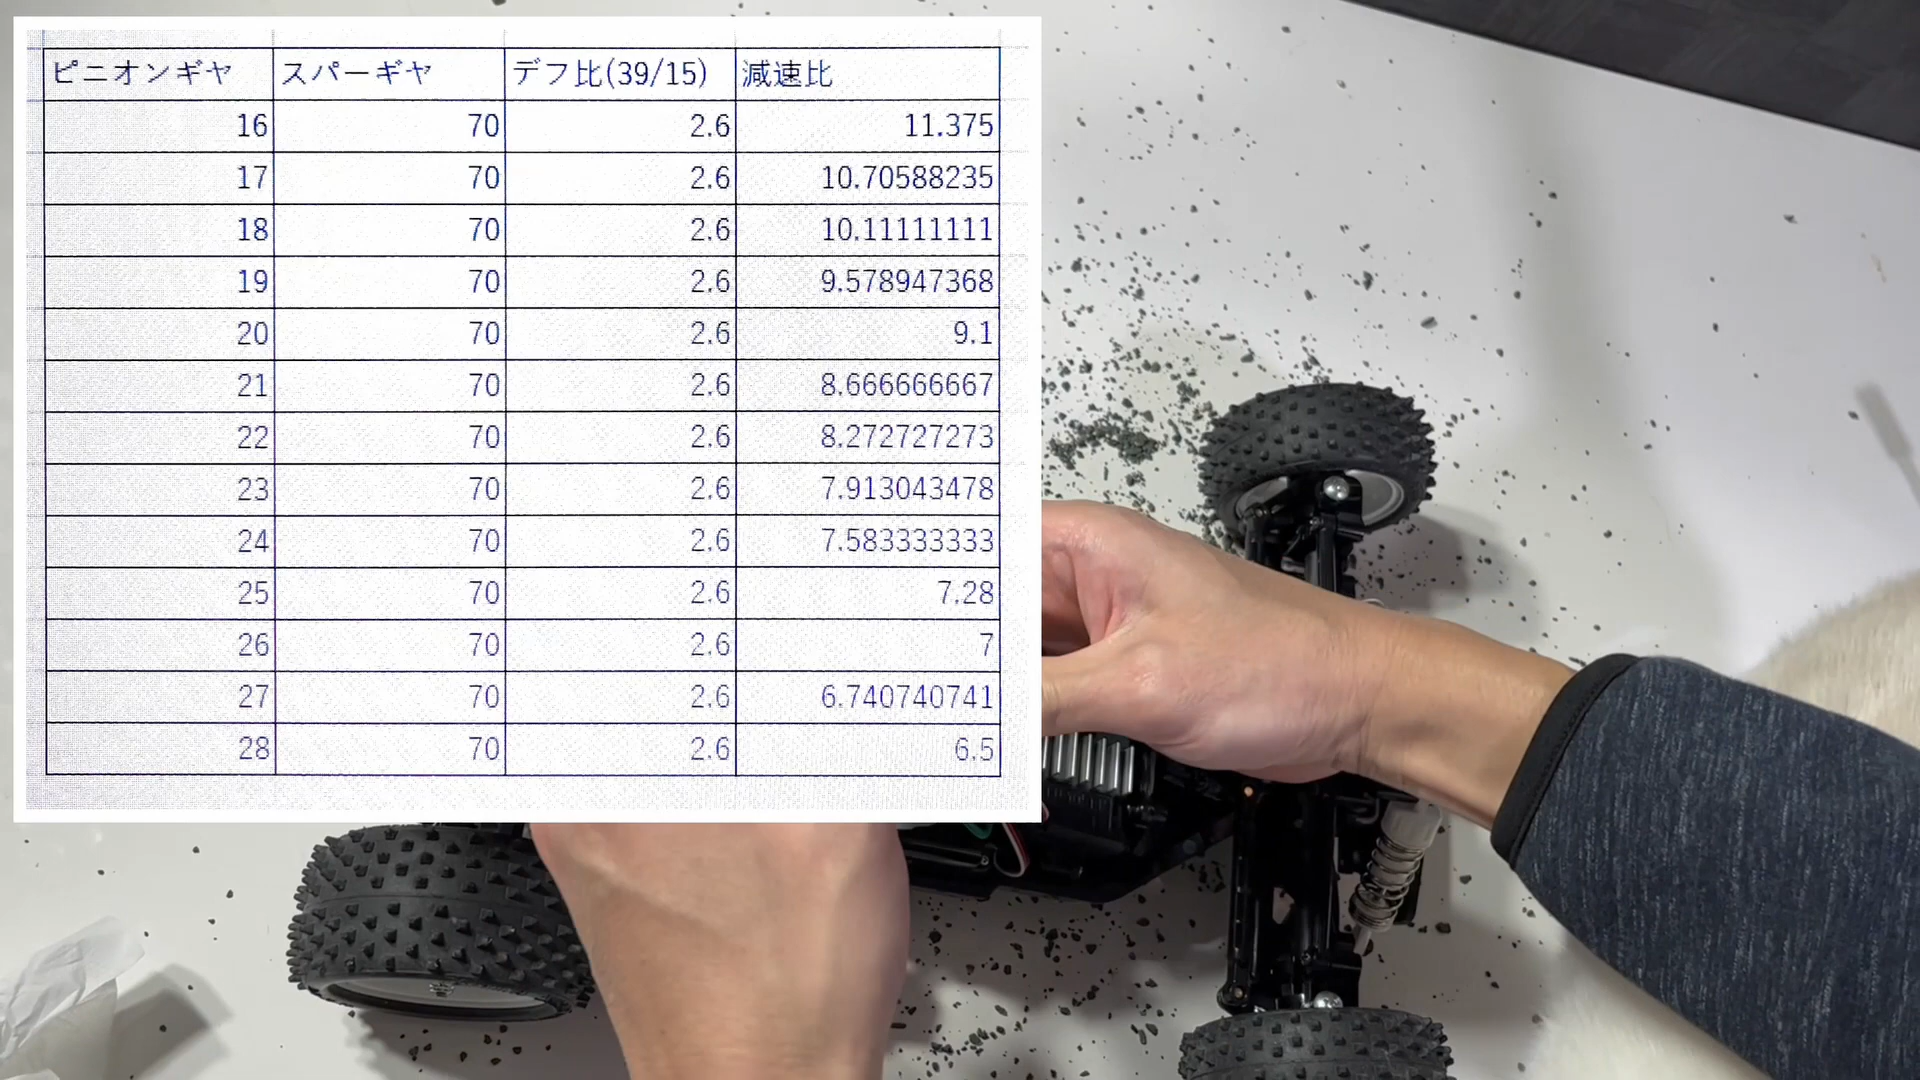 ピニオンギヤ スパーギヤ デフ比(39/15) 減速比
16 70 2.6 11.375
17 70 2.6 10.70588235
18 70 2.6 10.11111111
19 70 2.6 9.578947368
20 70 2.6 9.1
21 70 2.6 8.666666667
22 70 2.6 8.272727273
23 70 2.6 7.913043478
24 70 2.6 7.583333333
25 70 2.6 7.28
26 70 2.6 7
27 70 2.6 6.740740741
28 70 2.6 6.5